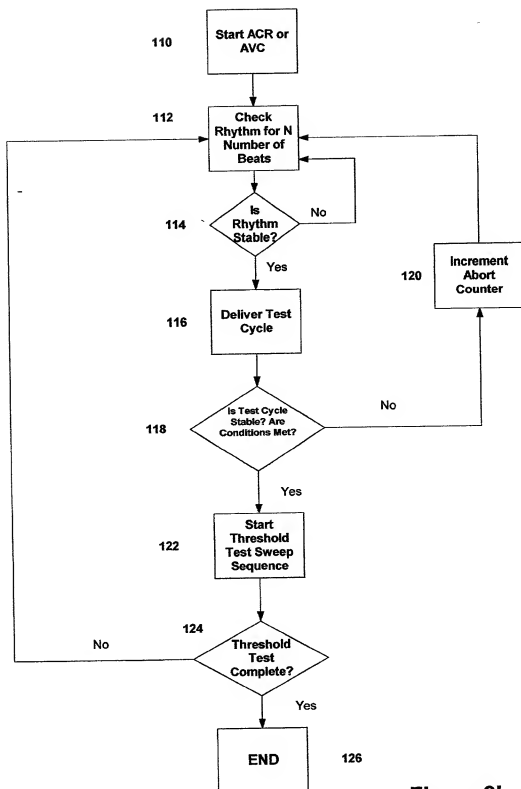 110
Start ACR or
AVC
112
Check
Rhythm for N
Number of
Beats
114
Is
Rhythm
Stable?
No
Yes
116
Deliver Test
Cycle
120
Increment
Abort
Counter
118
Is Test Cycle
Stable? Are
Conditions Met?
No
Yes
122
Start
Threshold
Test Sweep
Sequence
124
Threshold
Test
Complete?
No
Yes
END
126